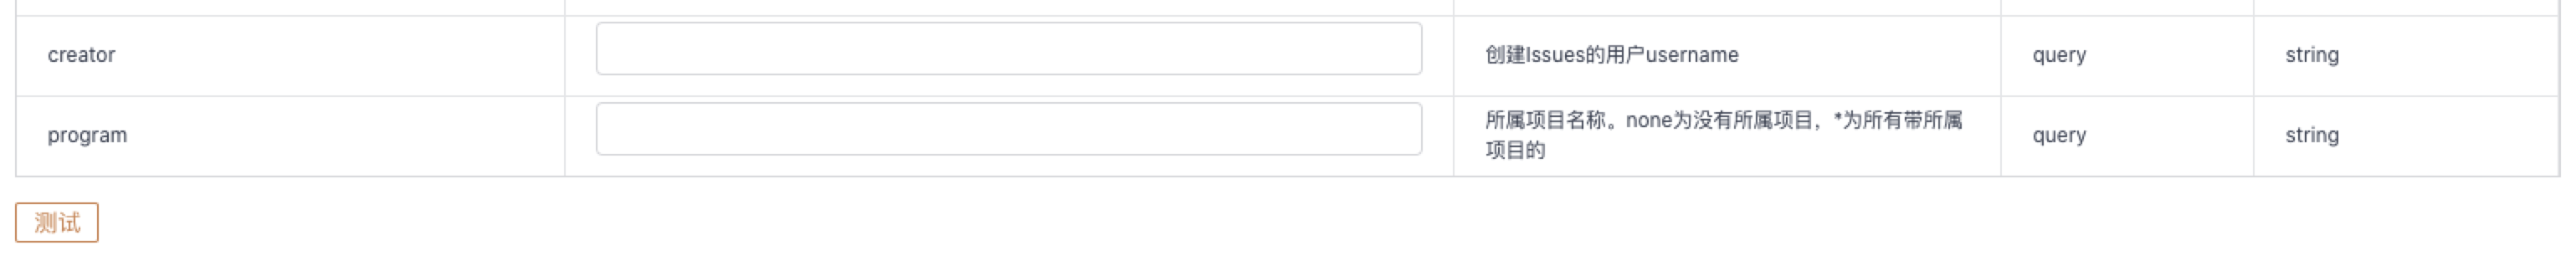 creator 创建Issues的用户username query string
program 所属项目名称。none为没有所属项目，*为所有带所属 query string
项目的
测试